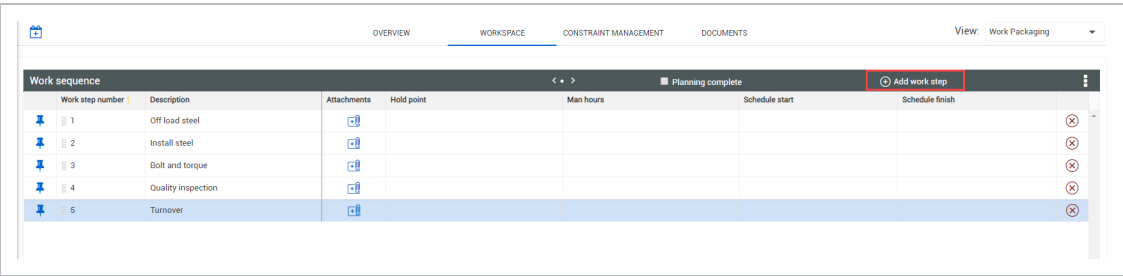 OVERVIEW WORKSPACE CONSTRAINT MANAGEMENT DOCUMENTS View: Work Packaging
Work sequence Planning complete Add work step
Work step number Description Attachments Hold point Man hours Schedule start Schedule finish
1 Off load steel
2 Install steel
3 Bolt and torque
4 Quality inspection
5 Turnover